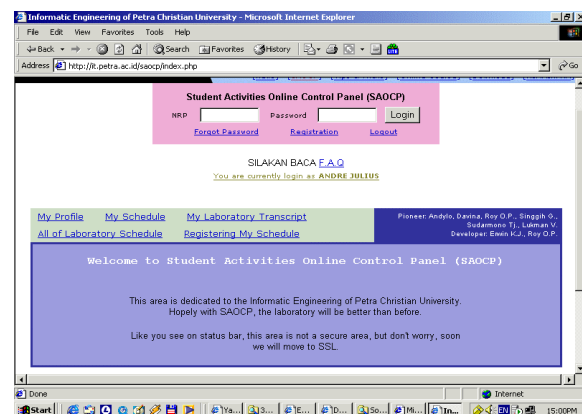 Informatic Engineering of Petra Christian University - Microsoft Internet Explorer
File Edit View Favorites Tools Help
Back Search Favorites History
Address http://it.petra.ac.id/saocp/index.php Go
Student Activities Online Control Panel (SAOCP)
NRP Password Login
Forgot Password Registration Logout
SILAKAN BACA F.A.Q
You are currently login as ANDRE JULIUS
My Profile My Schedule My Laboratory Transcript
All of Laboratory Schedule Registering My Schedule
Pioneer: Andylo, Davina, Roy O.P., Singgih G.,
Sudarmono Tj., Lukman V.
Developer: Erwin K.J., Roy O.P.
Welcome to Student Activities Online Control Panel (SAOCP)
This area is dedicated to the Informatic Engineering of Petra Christian University.
Hopely with SAOCP, the laboratory will be better than before.
Like you see on status bar, this area is not a secure area, but don't worry, soon
we will move to SSL.
Done Internet
Start Ya... 3... E... D... So... Mi... In... EN 15:00PM